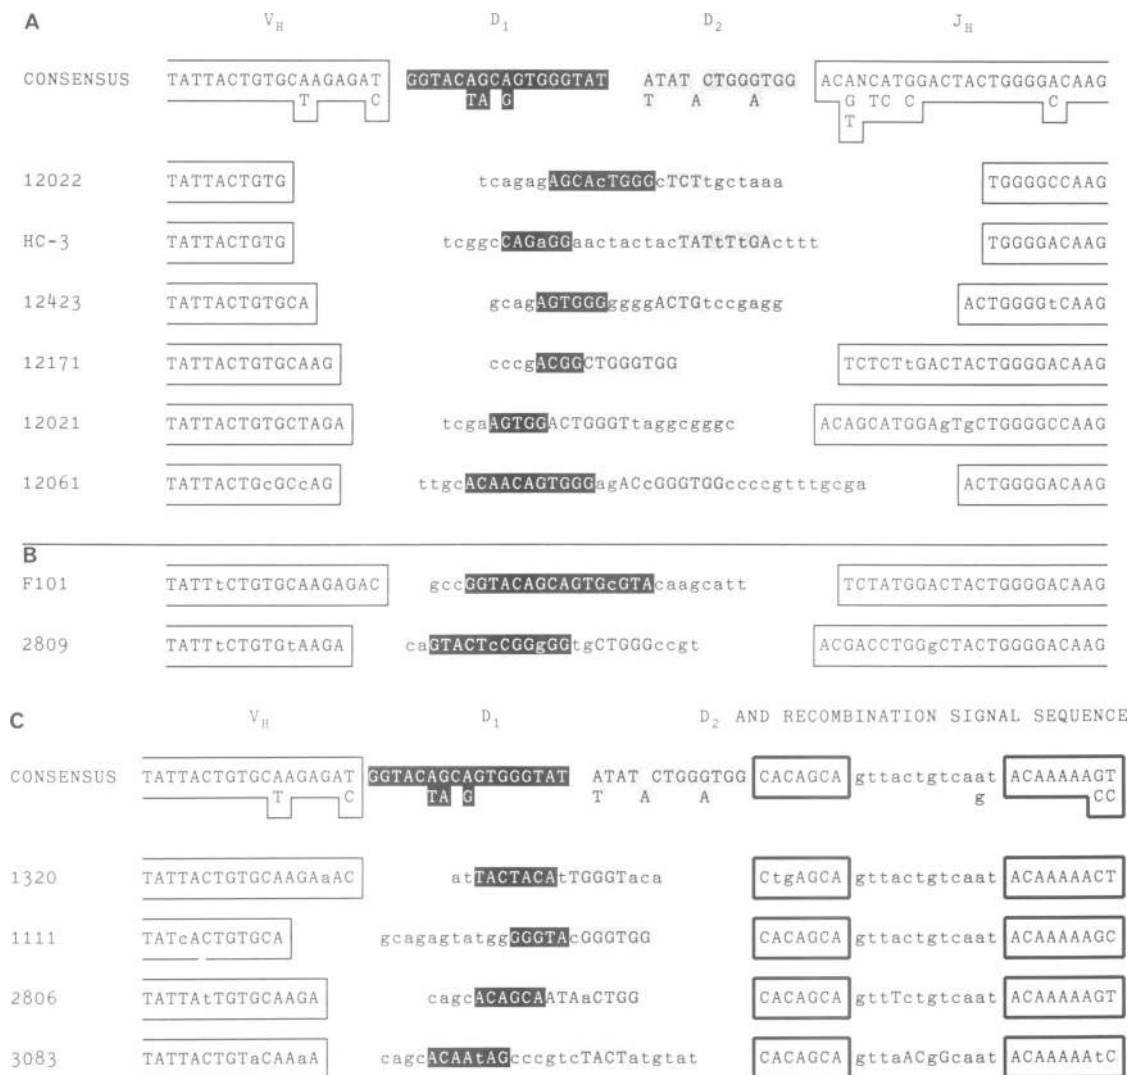 A V_H D_1 D_2 J_H
CONSENSUS TATTACTGTGCAAGAGAT GGTACAGCAGTGGGTAT ATAT CTGGGTGG ACANCATGGACTACTGGGGACAAG
T C TA G T A A G TC C C
T
12022 TATTACTGTG tcagagAGCAcTGGGcTCTtgctaaa TGGGGCCAAG
HC-3 TATTACTGTG tcggcCAGaGGaactactacTATtTtGActtt TGGGGACAAG
12423 TATTACTGTGCA gcagAGTGGGggggACTGtccgagg ACTGGGGtCAAG
12171 TATTACTGTGCAAG cccgACGGCTGGGTGG TCTCTtGACTACTGGGGACAAG
12021 TATTACTGTGCTAGA tcgaAGTGGACTGGGTtaggcgggc ACAGCATGGAgTgCTGGGGCCAAG
12061 TATTACTGcGCcAG ttgcACAACAGTGGGagACcGGGTGGccccgtttgcga ACTGGGGACAAG
B
F101 TATTtCTGTGCAAGAGAC gccGGTACAGCAGTGcGTAcaagcatt TCTATGGACTACTGGGGACAAG
2809 TATTtCTGTGtAAGA caGTACTcCGGgGGtgCTGGGccgt ACGACCTGGgCTACTGGGGACAAG
C V_H D_1 D_2 AND RECOMBINATION SIGNAL SEQUENCE
CONSENSUS TATTACTGTGCAAGAGAT GGTACAGCAGTGGGTAT ATAT CTGGGTGG CACAGCA gttactgtcaat ACAAAAAGT
T C TA G T A A g CC
1320 TATTACTGTGCAAGAaAC atTACTACAtTGGGTaca CtgAGCA gttactgtcaat ACAAAAACT
1111 TATcACTGTGCA gcagagtatggGGGTAcGGGTGG CACAGCA gttactgtcaat ACAAAAAGC
2806 TATTAtTGTGCAAGA cagcACAGCAATAaCTGG CACAGCA gttTctgtcaat ACAAAAAGT
3083 TATTACTGTaCAAaA cagcACAAtAGcccgtcTACTatgtat CACAGCA gttaACgGcaat ACAAAAAtC